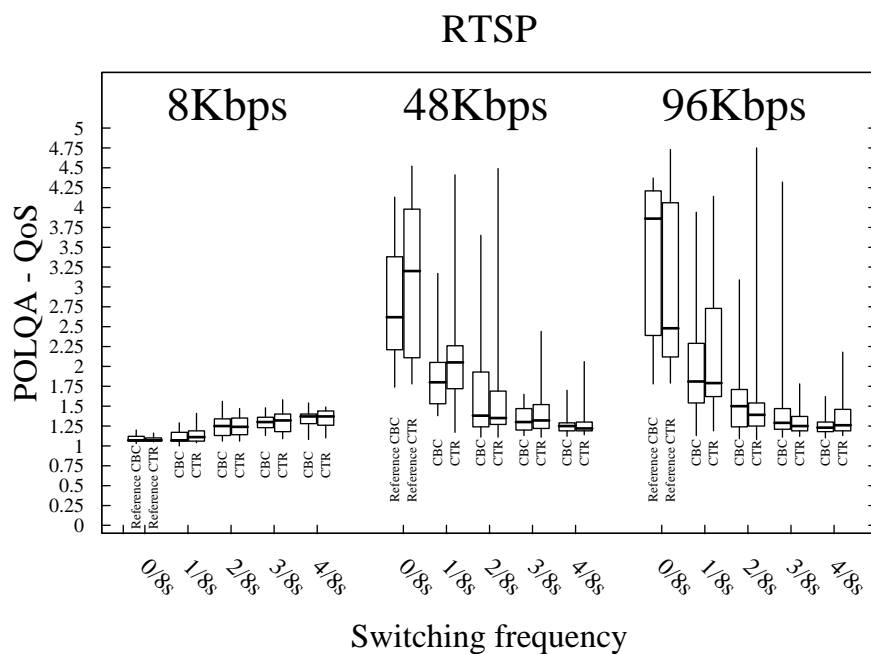 RTSP
8Kbps 48Kbps 96Kbps
POLQA - QoS
5
4.75
4.5
4.25
4
3.75
3.5
3.25
3
2.75
2.5
2.25
2
1.75
1.5
1.25
1
0.75
0.5
0.25
0
Reference CBC
Reference CTR
CBC
CTR
CBC
CTR
CBC
CTR
CBC
CTR
Reference CBC
Reference CTR
CBC
CTR
CBC
CTR
CBC
CTR
CBC
CTR
Reference CBC
Reference CTR
CBC
CTR
CBC
CTR
CBC
CTR
CBC
CTR
0/8s 1/8s 2/8s 3/8s 4/8s 0/8s 1/8s 2/8s 3/8s 4/8s 0/8s 1/8s 2/8s 3/8s 4/8s
Switching frequency